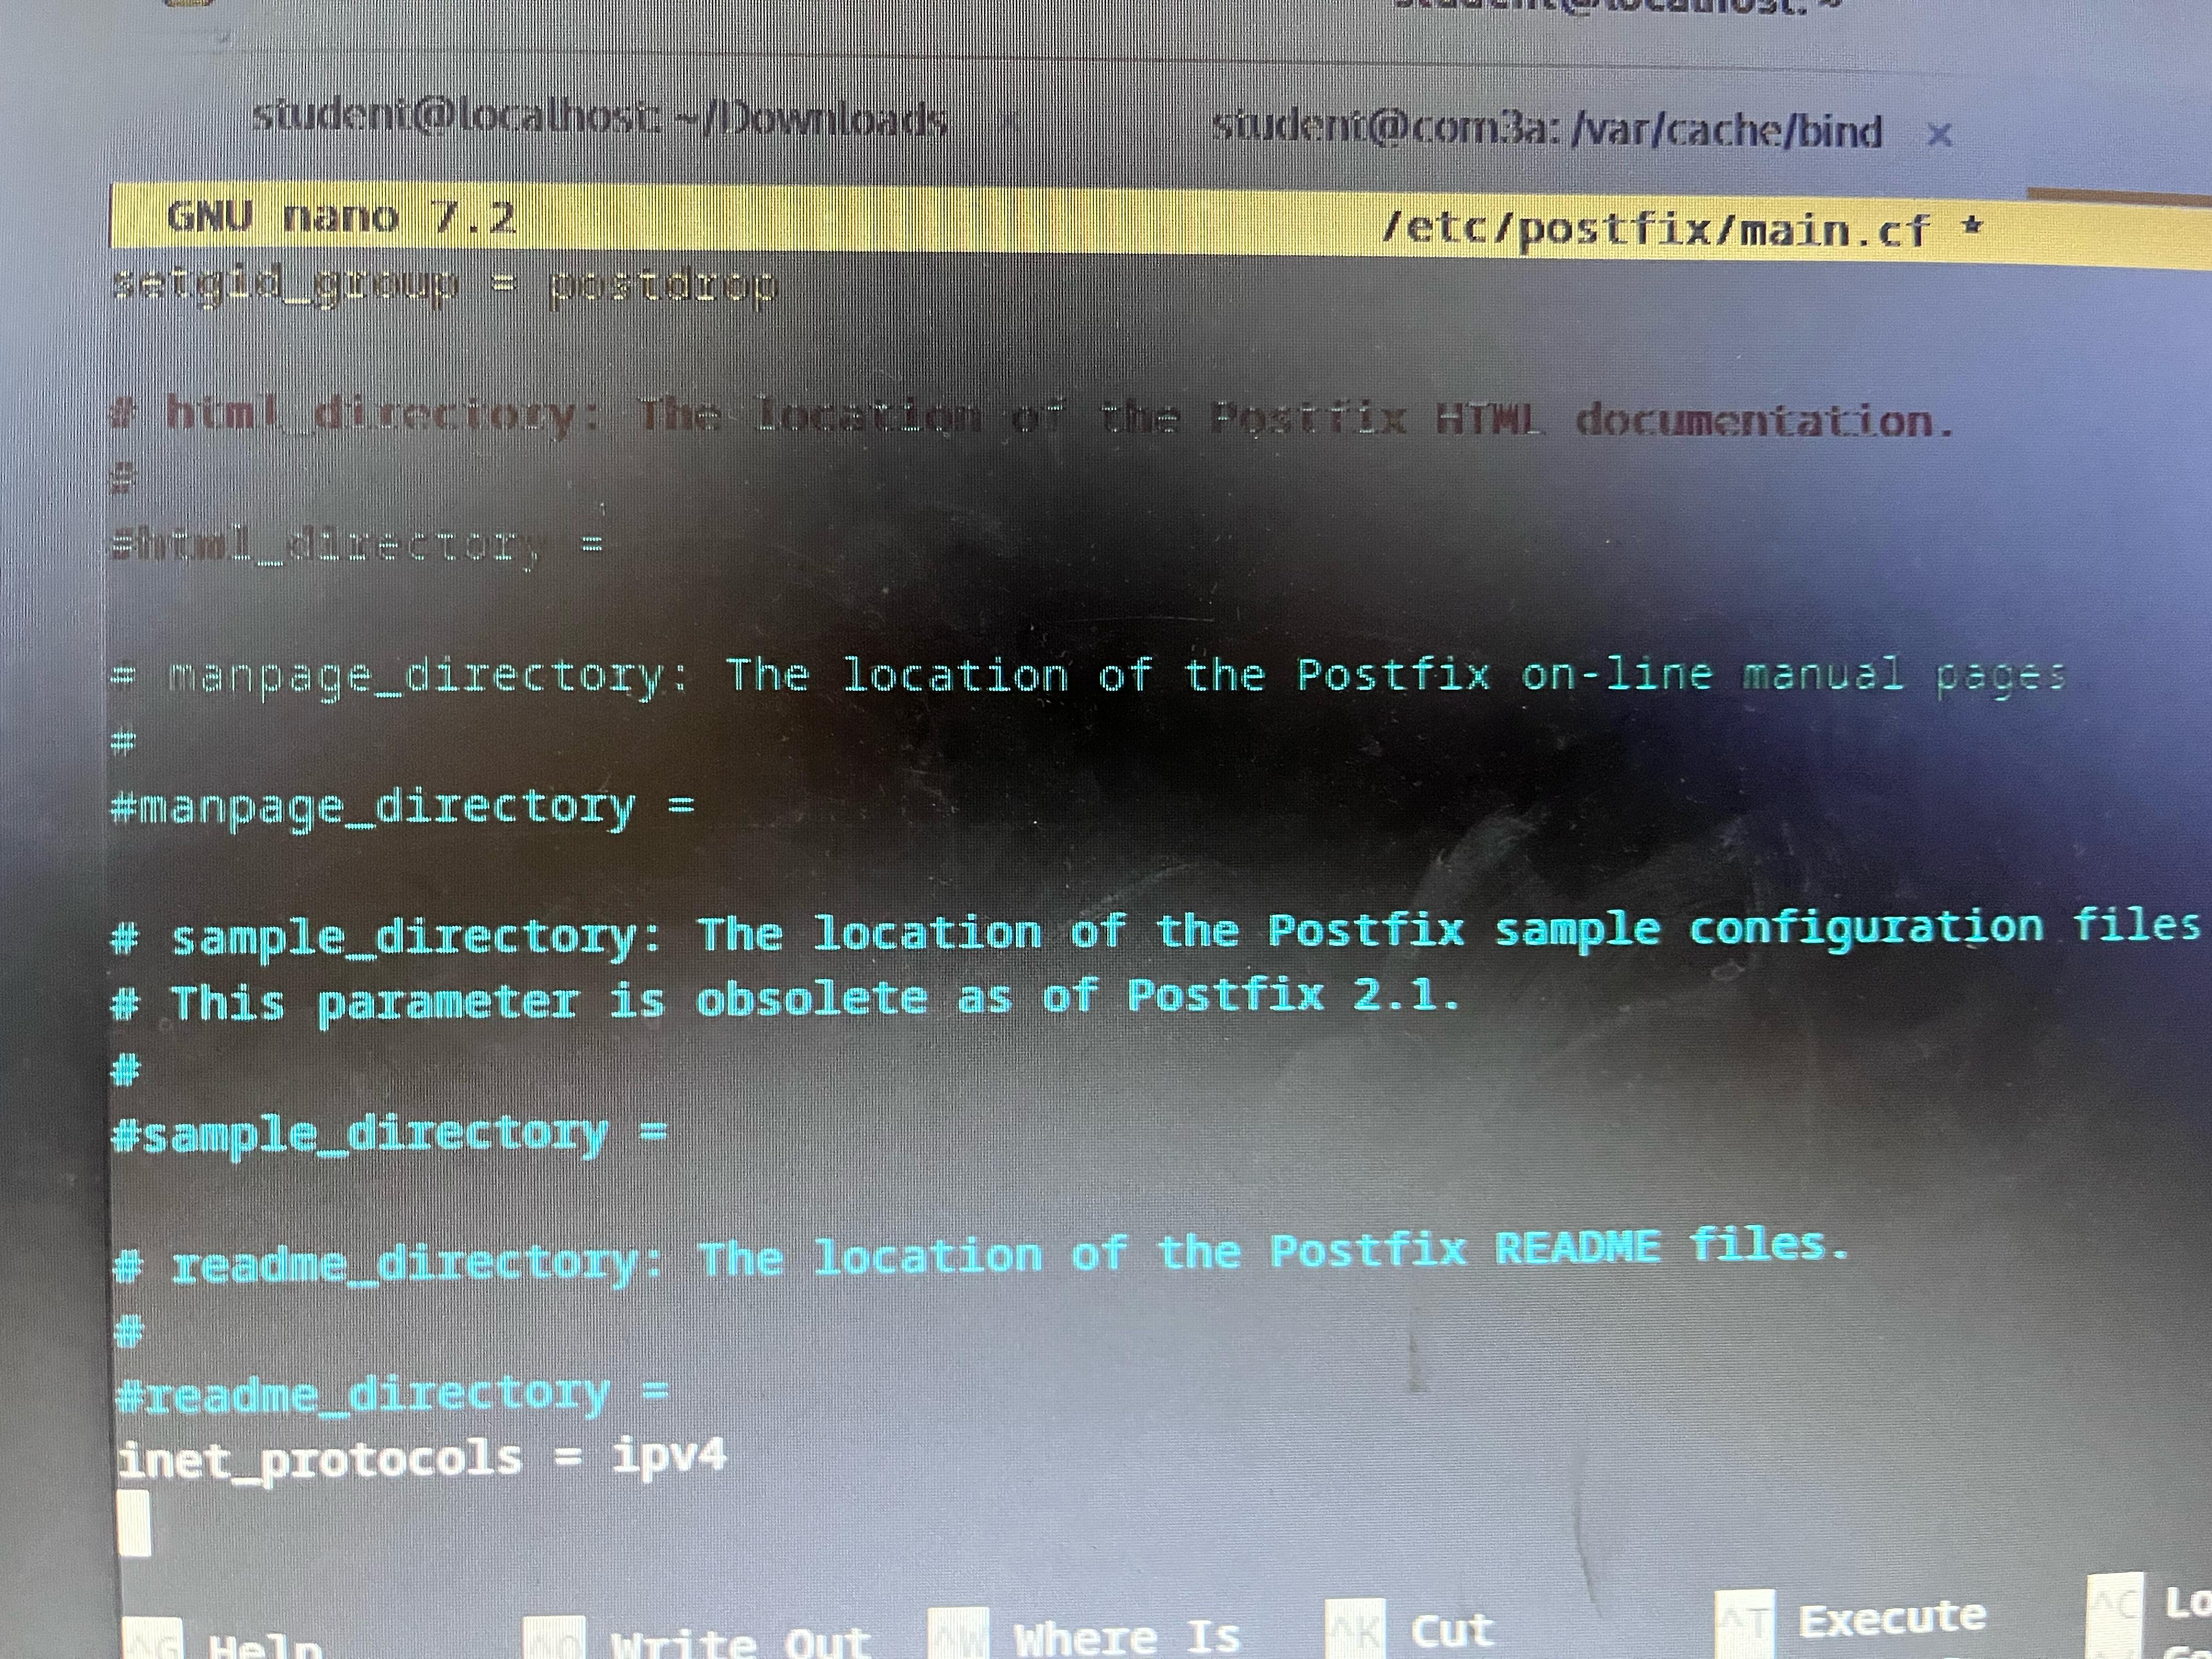 student@localhost: ~
student@localhost: ~/Downloads
student@com3a: /var/cache/bind ×
GNU nano 7.2 /etc/postfix/main.cf *
setgid_group = postdrop
# html_directory: The location of the Postfix HTML documentation.
#
#html_directory =
# manpage_directory: The location of the Postfix on-line manual pages
#
#manpage_directory =
# sample_directory: The location of the Postfix sample configuration files
# This parameter is obsolete as of Postfix 2.1.
#
#sample_directory =
# readme_directory: The location of the Postfix README files.
#
#readme_directory =
inet_protocols = ipv4
^G Help ^O Write Out ^W Where Is ^K Cut ^T Execute ^C Lo